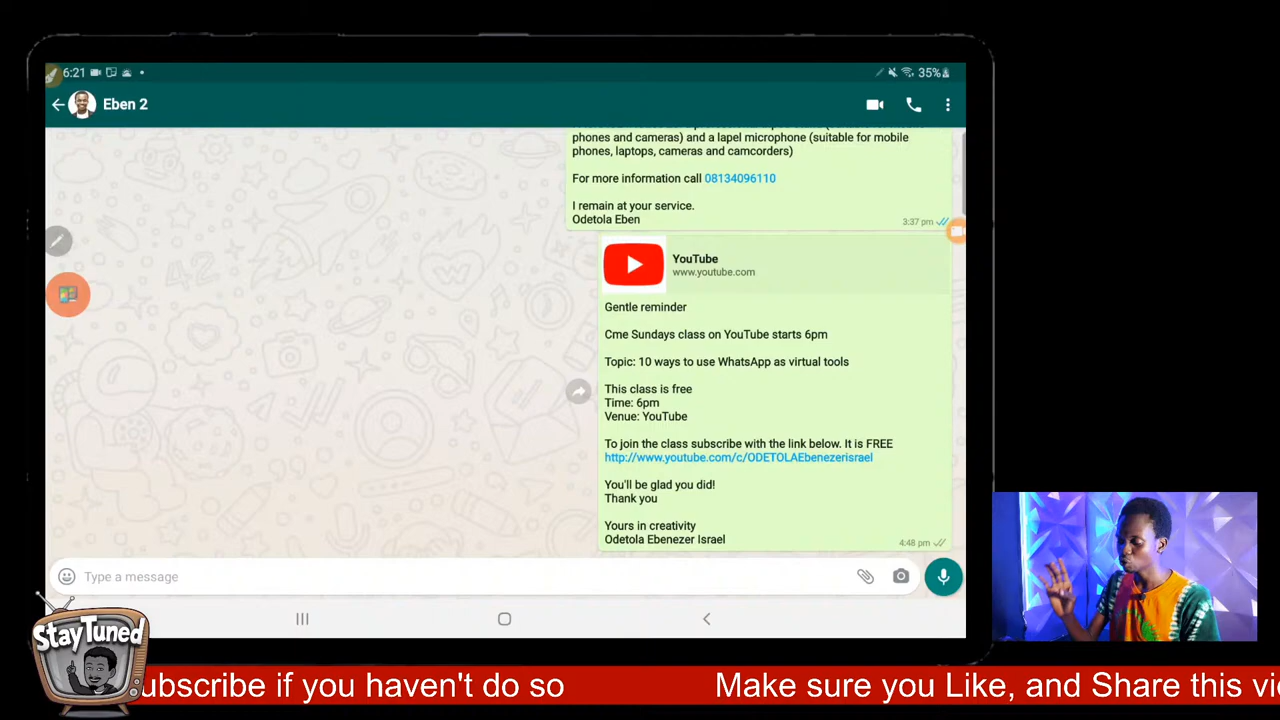 6:21
35%
Eben 2
phones and cameras) and a lapel microphone (suitable for mobile
phones, laptops, cameras and camcorders)
For more information call 08134096110
I remain at your service.
Odetola Eben
3:37 pm
YouTube
www.youtube.com
Gentle reminder
Cme Sundays class on YouTube starts 6pm
Topic: 10 ways to use WhatsApp as virtual tools
This class is free
Time: 6pm
Venue: YouTube
To join the class subscribe with the link below. It is FREE
http://www.youtube.com/c/ODETOLAEbenezerisrael
You'll be glad you did!
Thank you
Yours in creativity
Odetola Ebenezer Israel
4:48 pm
Type a message
StayTuned
ubscribe if you haven't do so
Make sure you Like, and Share this vi